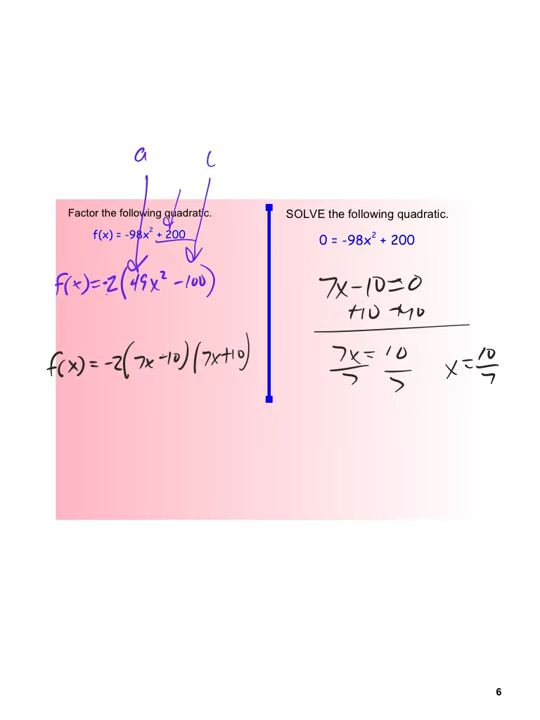 a c
Factor the following quadratic.
f(x) = -98x² + 200
f(x) = -2(49x² - 100)
f(x) = -2(7x - 10)(7x + 10)
SOLVE the following quadratic.
0 = -98x² + 200
7x - 10 = 0
+10 +10
7x = 10 x = 10/7
7 7
6